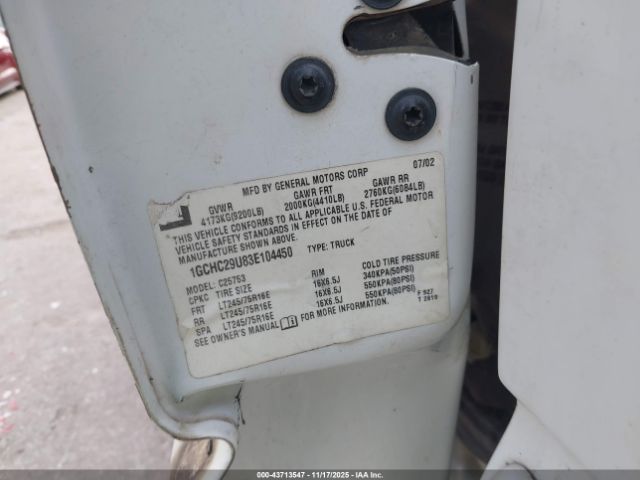 MFD BY GENERAL MOTORS CORP 07/02
GVWR GAWR FRT GAWR RR
4173KG(9200LB) 2000KG(4410LB) 2760KG(6084LB)
THIS VEHICLE CONFORMS TO ALL APPLICABLE U.S. FEDERAL MOTOR
VEHICLE SAFETY STANDARDS IN EFFECT ON THE DATE OF
MANUFACTURE SHOWN ABOVE.
1GCHC29U83E104450 TYPE: TRUCK
MODEL: C25753
CPKC TIRE SIZE RIM COLD TIRE PRESSURE
FRT LT245/75R16E 16X6.5J 340KPA(50PSI)
RR LT245/75R16E 16X6.5J 550KPA(80PSI)
SPA LT245/75R16E 16X6.5J 550KPA(80PSI)
SEE OWNER'S MANUAL FOR MORE INFORMATION.
F 527
T 2619
000-43713547 - 11/17/2025 - IAA Inc.